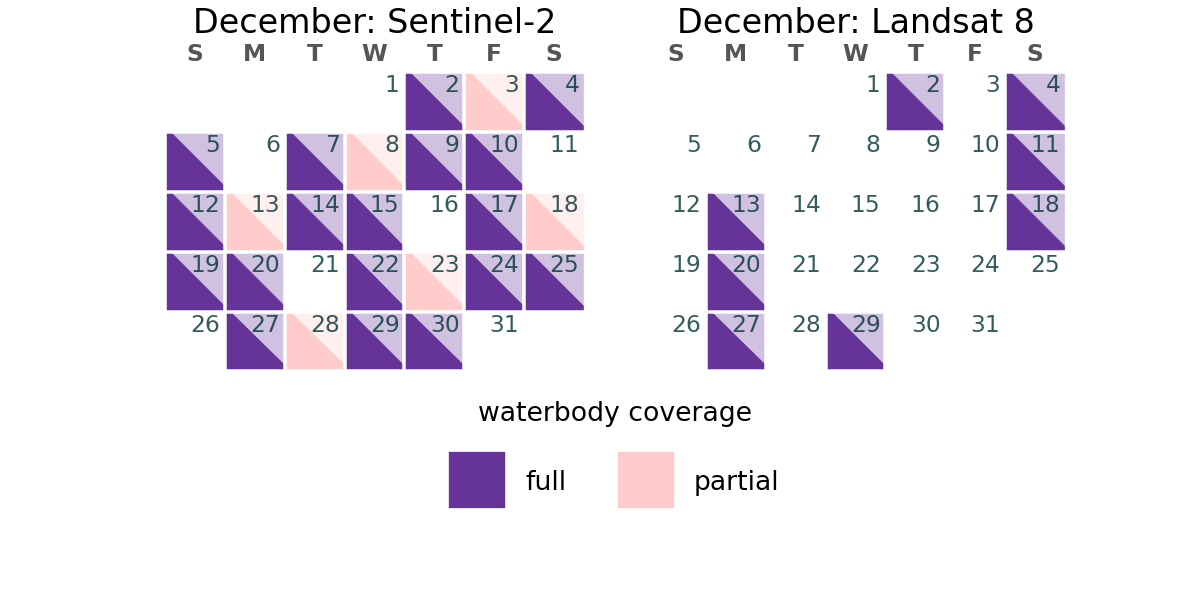 December: Sentinel-2
S M T W T F S
1 2 3 4
5 6 7 8 9 10 11
12 13 14 15 16 17 18
19 20 21 22 23 24 25
26 27 28 29 30 31
December: Landsat 8
S M T W T F S
1 2 3 4
5 6 7 8 9 10 11
12 13 14 15 16 17 18
19 20 21 22 23 24 25
26 27 28 29 30 31
waterbody coverage
full partial